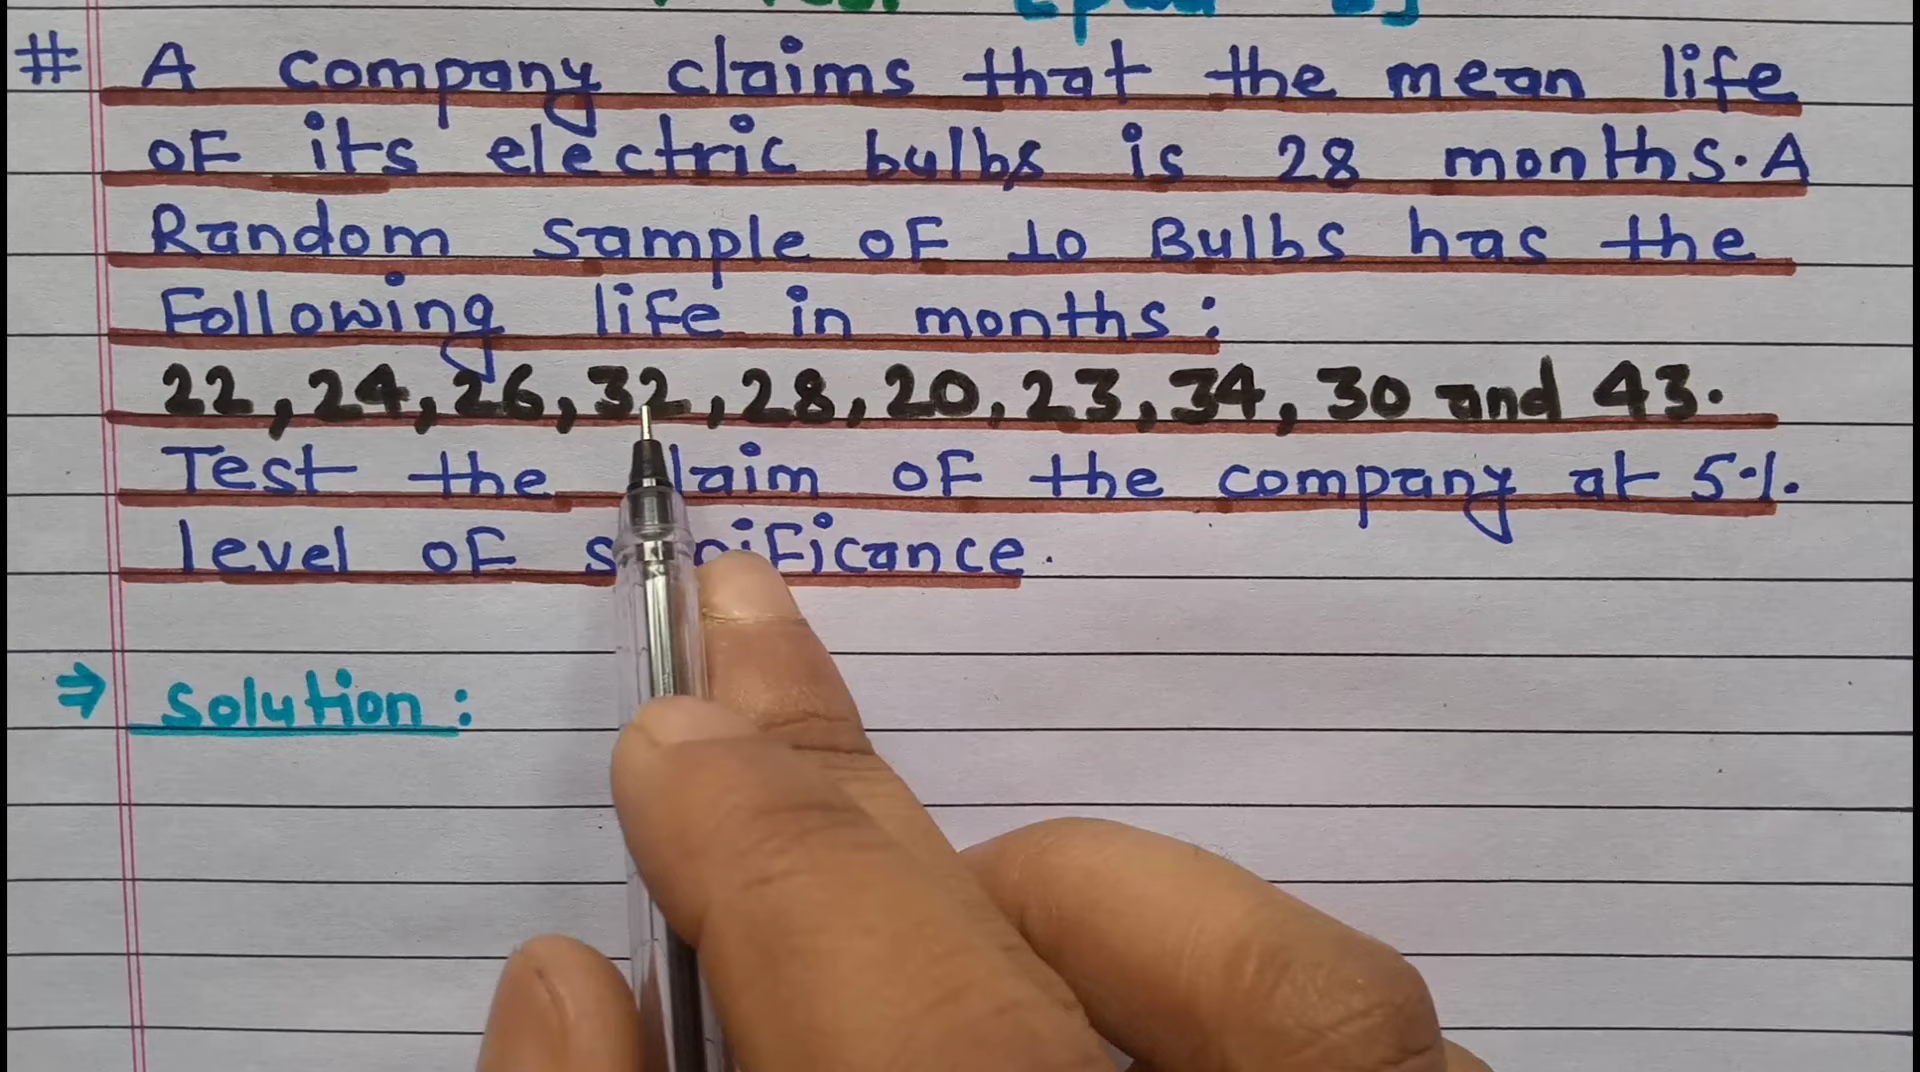 # A company claims that the mean life
of its electric bulbs is 28 months. A
Random sample of 10 Bulbs has the
Following life in months:
22, 24, 26, 32, 28, 20, 23, 34, 30 and 43.
Test the claim of the company at 5%
level of significance.
⇒ Solution: